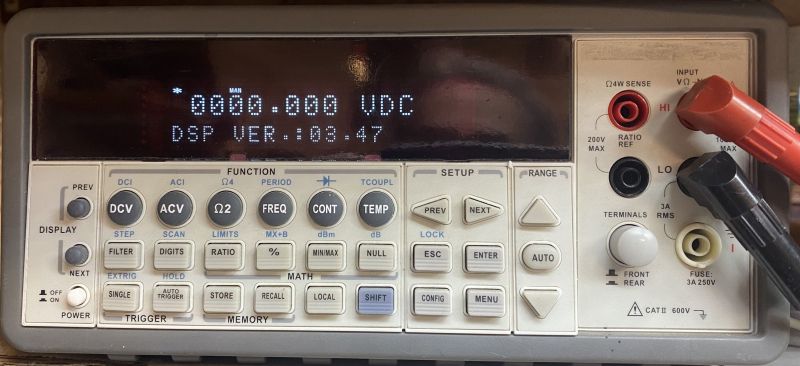 * MAN
0000.000 VDC
DSP VER.:03.47
FUNCTION
DCI ACI Ω4 PERIOD TCOUPL
DCV ACV Ω2 FREQ CONT TEMP
STEP SCAN LIMITS MX+B dBm dB
FILTER DIGITS RATIO % MIN/MAX NULL
EXTRIG HOLD MATH
SINGLE AUTO TRIGGER STORE RECALL LOCAL SHIFT
TRIGGER MEMORY
PREV
DISPLAY
NEXT
OFF
ON
POWER
SETUP
PREV NEXT
LOCK
ESC ENTER
CONFIG MENU
RANGE
AUTO
Ω4W SENSE
INPUT
HI
200V
MAX
RATIO
REF
LO
3A
RMS
TERMINALS
I
FRONT
REAR
FUSE:
3A 250V
CAT II 600V